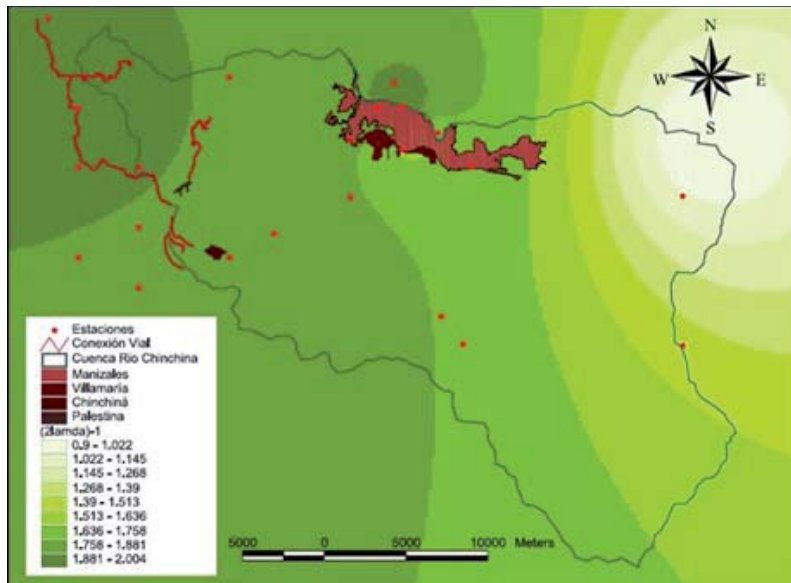 N
W E
S
Estaciones
Conexión Vial
Cuenca Rio Chinchina
Manizales
Villamaría
Chinchiná
Palestina
(2lamda)-1
0.9 - 1.022
1.022 - 1.145
1.145 - 1.268
1.268 - 1.39
1.39 - 1.513
1.513 - 1.636
1.636 - 1.758
1.758 - 1.881
1.881 - 2.004
5000 0 5000 10000 Meters